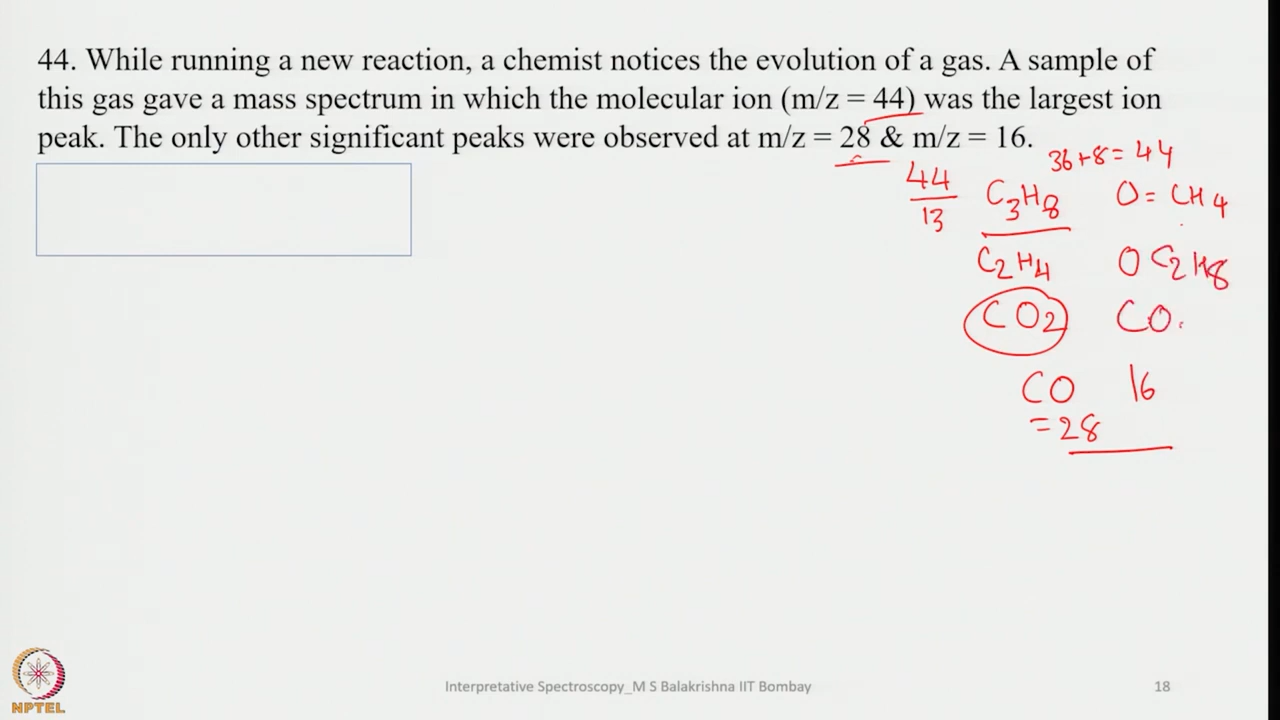 44. While running a new reaction, a chemist notices the evolution of a gas. A sample of
this gas gave a mass spectrum in which the molecular ion (m/z = 44) was the largest ion
peak. The only other significant peaks were observed at m/z = 28 & m/z = 16.
36+8=44
44
13
C3H8 O= CH4
C2H4 O C2H8
CO2 CO.
CO 16
=28
NPTEL
Interpretative Spectroscopy_M S Balakrishna IIT Bombay 18